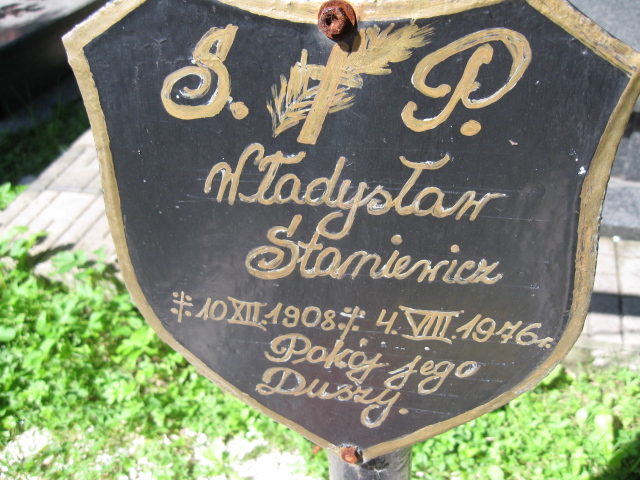 Ś. P.
Władysław
Staniewicz
10 XII. 1908. 4. VIII. 1976 r.
Pokój jego
Duszy.